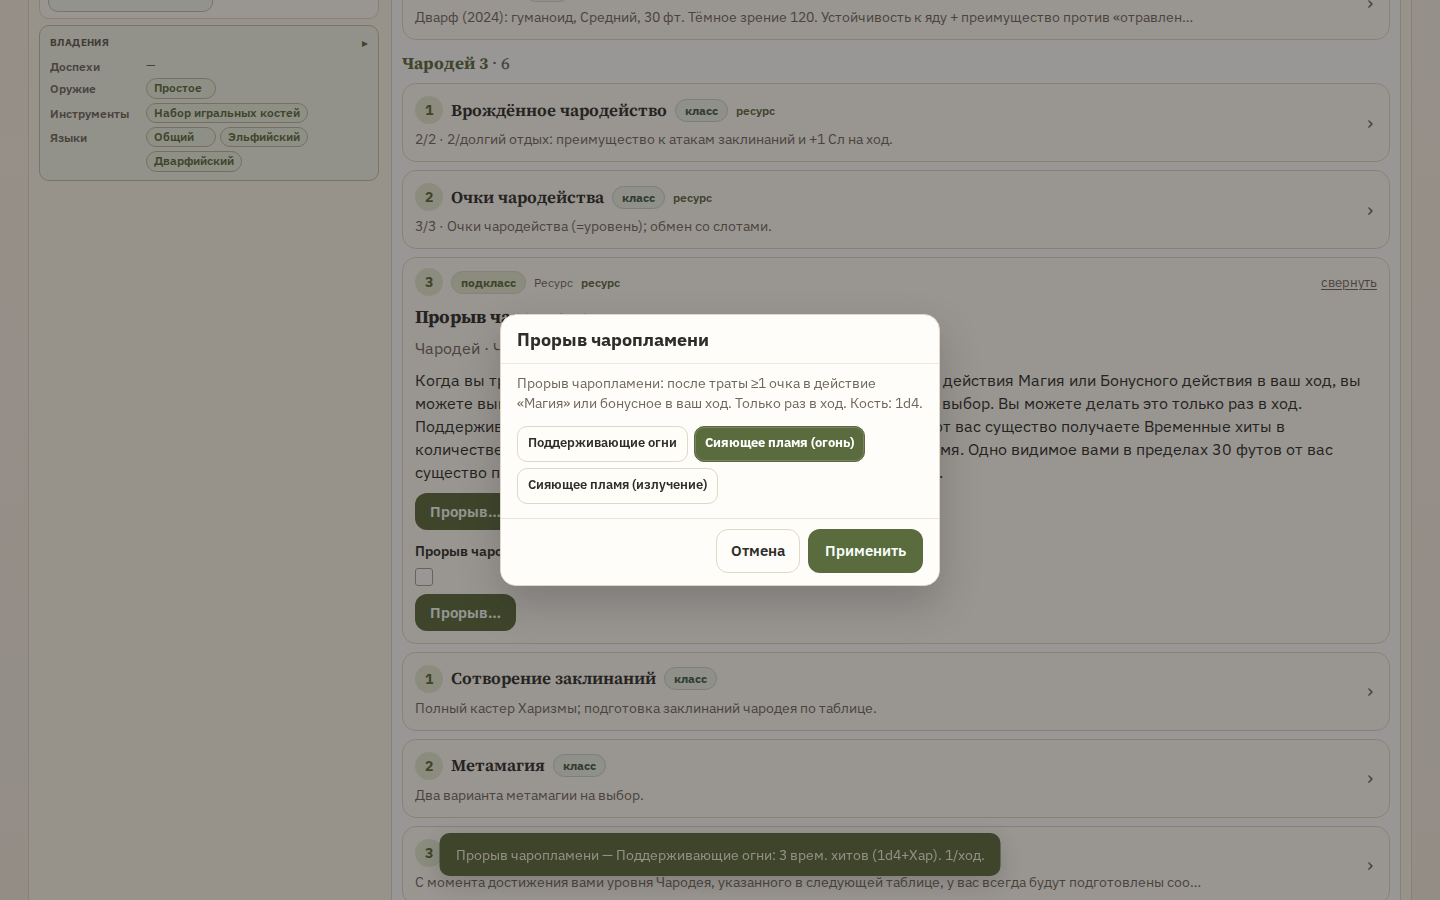 Дварф (2024): гуманоид, Средний, 30 фт. Тёмное зрение 120. Устойчивость к яду + преимущество против «отравлен…
ВЛАДЕНИЯ
Доспехи —
Оружие Простое
Инструменты Набор игральных костей
Языки Общий Эльфийский
Дварфийский
Чародей 3 · 6
1 Врождённое чародейство класс ресурс
2/2 · 2/долгий отдых: преимущество к атакам заклинаний и +1 Сл на ход.
2 Очки чародейства класс ресурс
3/3 · Очки чародейства (=уровень); обмен со слотами.
3 подкласс Ресурс ресурс свернуть
Прорыв
Чародей ·
Когда вы действия Магия или Бонусного действия в ваш ход, вы
можете выбор. Вы можете делать это только раз в ход.
от вас существо получаете Временные хиты в
Одно видимое вами в пределах 30 футов от вас
существо
Прорыв…
Прорыв
Прорыв…
Прорыв чаропламени
Прорыв чаропламени: после траты ≥1 очка в действие
«Магия» или бонусное в ваш ход. Только раз в ход. Кость: 1d4.
Поддерживающие огни Сияющее пламя (огонь)
Сияющее пламя (излучение)
Отмена Применить
1 Сотворение заклинаний класс
Полный кастер Харизмы; подготовка заклинаний чародея по таблице.
2 Метамагия класс
Два варианта метамагии на выбор.
3
Прорыв чаропламени — Поддерживающие огни: 3 врем. хитов (1d4+Хар). 1/ход.
С момента достижения вами уровня Чародея, указанного в следующей таблице, у вас всегда будут подготовлены соо…